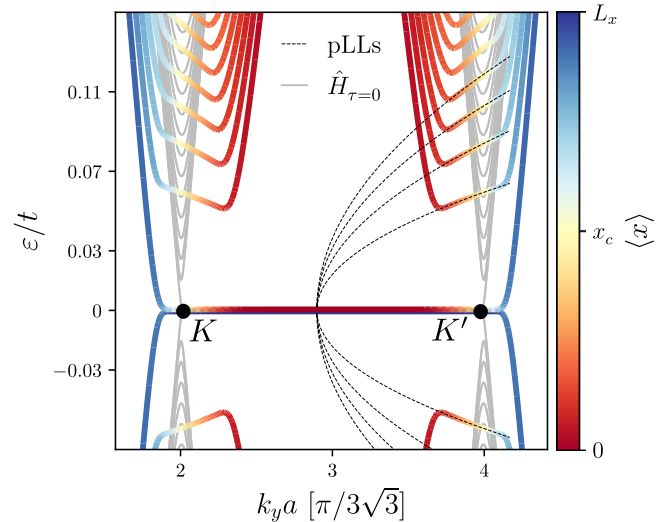 pLLs
Ĥτ=0
0.11
0.07
0.03
0
−0.03
ε/t
K
K′
2
3
4
k_y a [π/3√3]
L_x
x_c
0
⟨x⟩